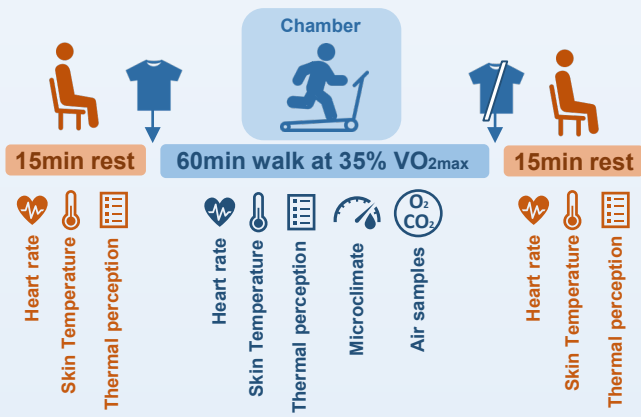 Chamber
15min rest
60min walk at 35% VO2max
15min rest
Heart rate
Skin Temperature
Thermal perception
Heart rate
Skin Temperature
Thermal perception
Microclimate
O2
CO2
Air samples
Heart rate
Skin Temperature
Thermal perception